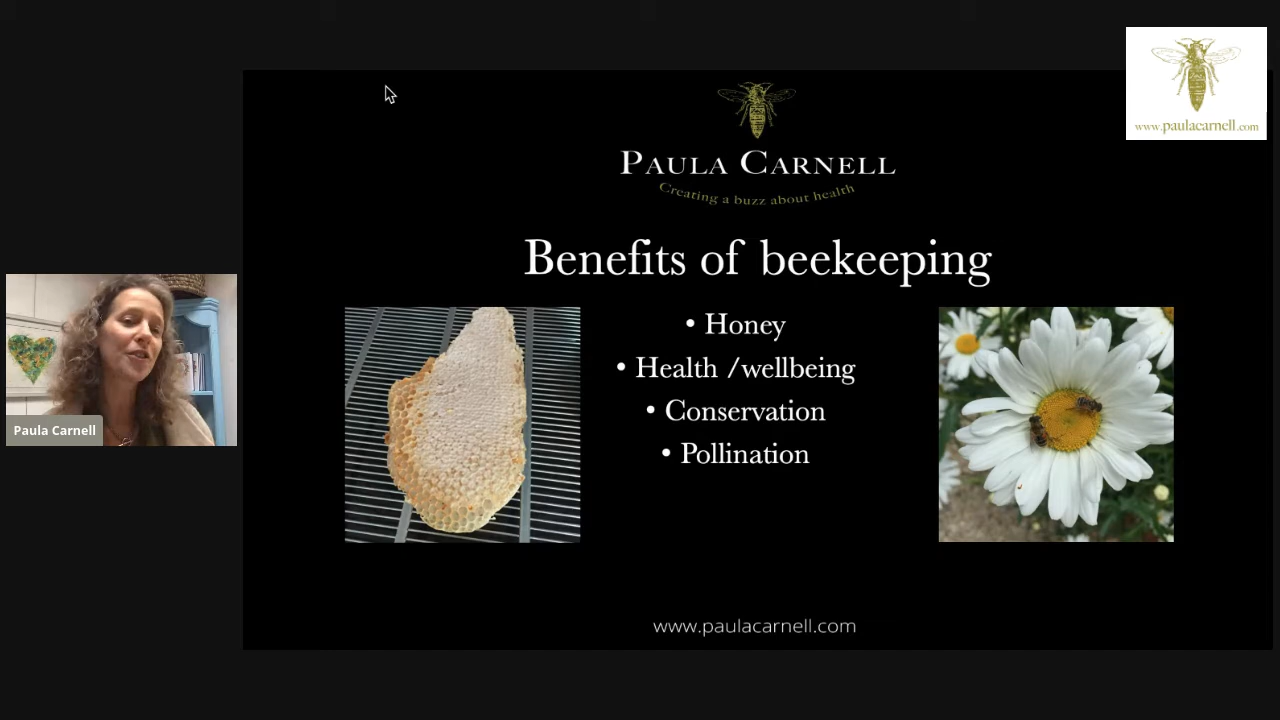 www.paulacarnell.com
PAULA CARNELL
Creating a buzz about health
Benefits of beekeeping
• Honey
• Health /wellbeing
• Conservation
• Pollination
Paula Carnell
www.paulacarnell.com